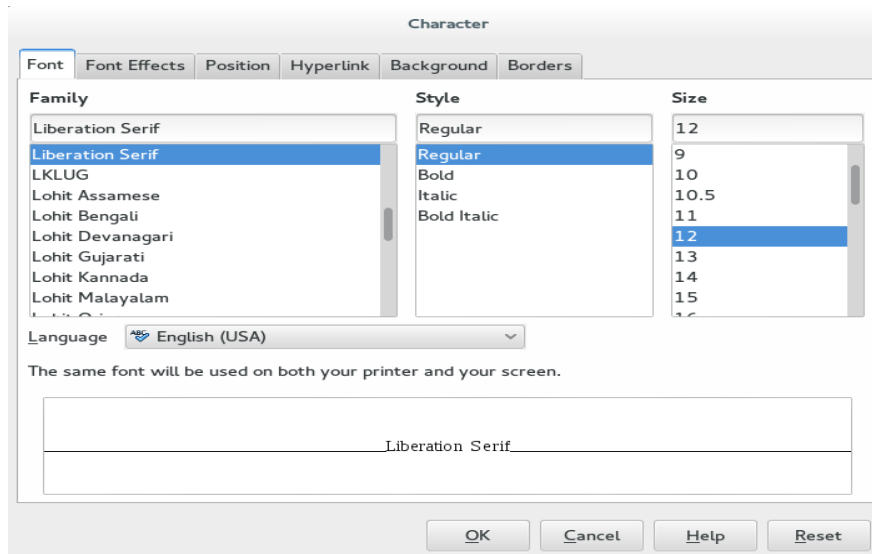 Character
Font Font Effects Position Hyperlink Background Borders
Family Style Size
Liberation Serif Regular 12
Liberation Serif Regular 9
LKLUG Bold 10
Lohit Assamese Italic 10.5
Lohit Bengali Bold Italic 11
Lohit Devanagari 12
Lohit Gujarati 13
Lohit Kannada 14
Lohit Malayalam 15
Language ABC English (USA)
The same font will be used on both your printer and your screen.
Liberation Serif
OK Cancel Help Reset